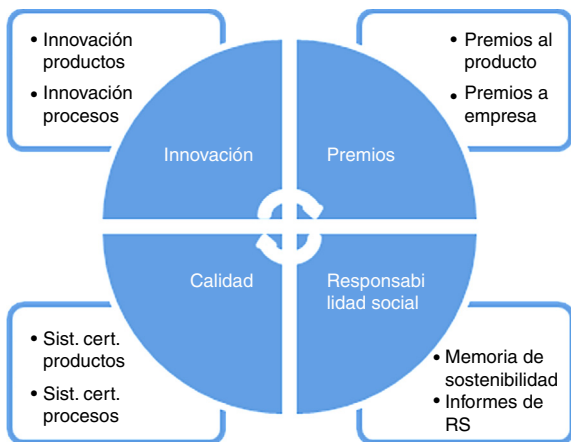 • Innovación
productos
• Innovación
procesos
• Premios al
producto
• Premios a
empresa
Innovación
Premios
Calidad
Responsabi
lidad social
• Sist. cert.
productos
• Sist. cert.
procesos
• Memoria de
sostenibilidad
• Informes de
RS